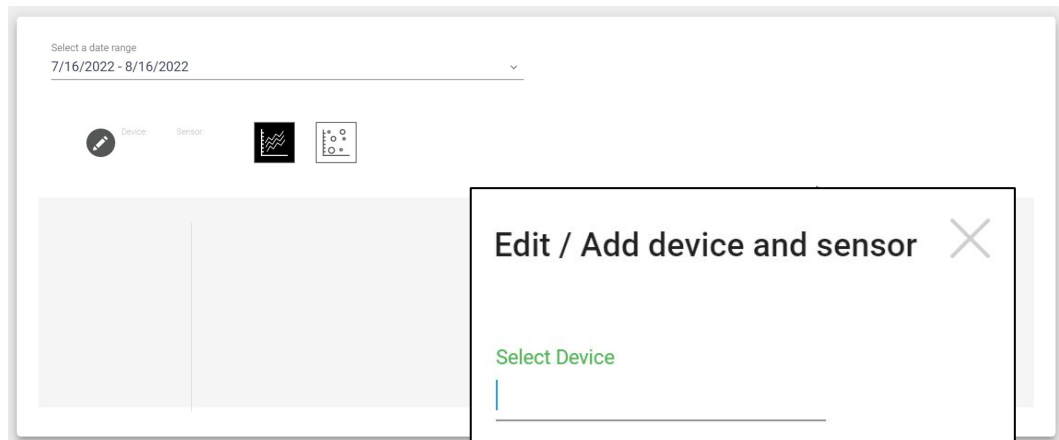 Select a date range
7/16/2022 - 8/16/2022
Device: Sensor:
Edit / Add device and sensor
Select Device